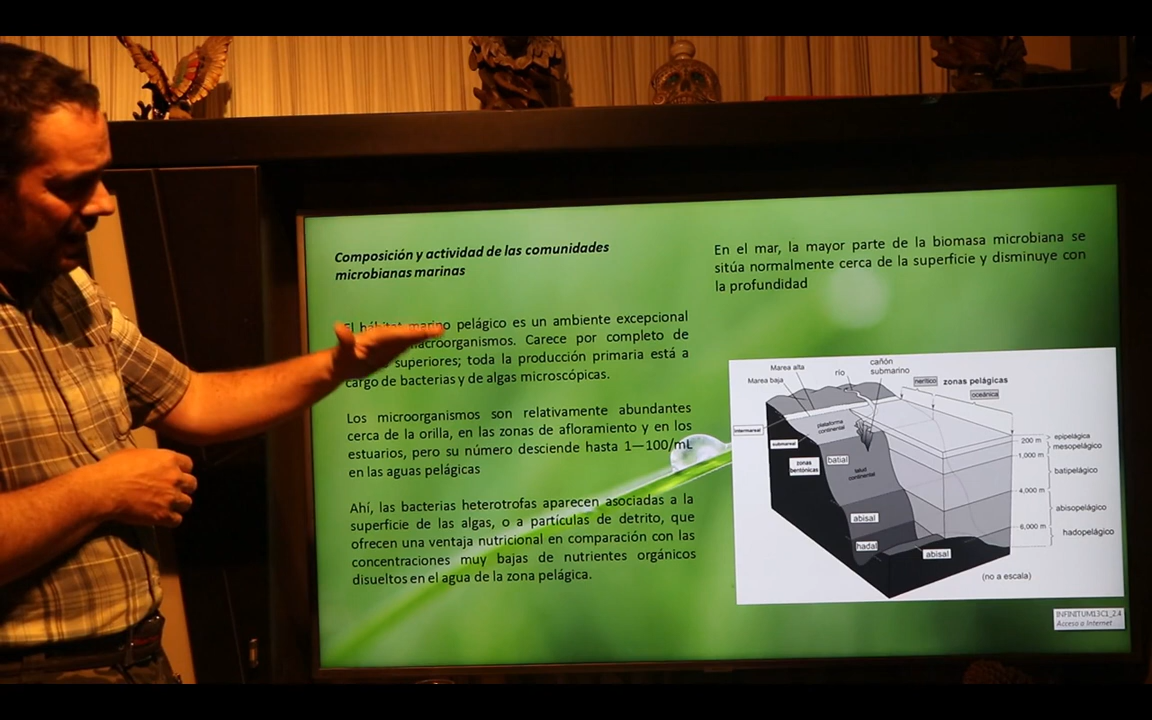 Composición y actividad de las comunidades
microbianas marinas
El hábitat marino pelágico es un ambiente excepcional
macroorganismos. Carece por completo de
superiores; toda la producción primaria está a
cargo de bacterias y de algas microscópicas.
Los microorganismos son relativamente abundantes
cerca de la orilla, en las zonas de afloramiento y en los
estuarios, pero su número desciende hasta 1—100/mL
en las aguas pelágicas
Ahí, las bacterias heterotrofas aparecen asociadas a la
superficie de las algas, o a partículas de detrito, que
ofrecen una ventaja nutricional en comparación con las
concentraciones muy bajas de nutrientes orgánicos
disueltos en el agua de la zona pelágica.
En el mar, la mayor parte de la biomasa microbiana se
sitúa normalmente cerca de la superficie y disminuye con
la profundidad
Marea alta
Marea baja
río
cañón
submarino
nerítico
zonas pelágicas
oceánica
intermareal
submareal
plataforma
continental
zonas
bentónicas
batial
talud
continental
abisal
hadal
abisal
200 m
epipelágica
mesopelágico
1,000 m
batipelágico
4,000 m
abisopelágico
6,000 m
hadopelágico
(no a escala)
INFINITUM13C1_2.4
Acceso a Internet